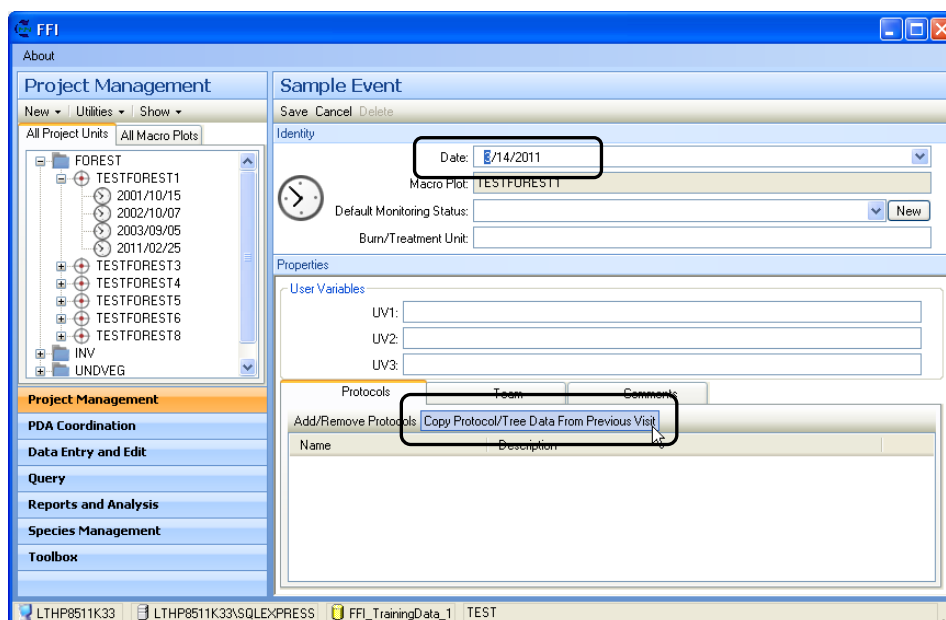 FFI
About
Project Management
New Utilities Show
All Project Units All Macro Plots
FOREST
TESTFOREST1
2001/10/15
2002/10/07
2003/09/05
2011/02/25
TESTFOREST3
TESTFOREST4
TESTFOREST5
TESTFOREST6
TESTFOREST8
INV
UNDVEG
Project Management
PDA Coordination
Data Entry and Edit
Query
Reports and Analysis
Species Management
Toolbox
Sample Event
Save Cancel Delete
Identity
Date: 3/14/2011
Macro Plot: TESTFOREST1
Default Monitoring Status: New
Burn/Treatment Unit:
Properties
User Variables
UV1:
UV2:
UV3:
Protocols Team Comments
Add/Remove Protocols Copy Protocol/Tree Data From Previous Visit
Name Description
LTHP8511K33 LTHP8511K33\SQLEXPRESS FFI_TrainingData_1 TEST